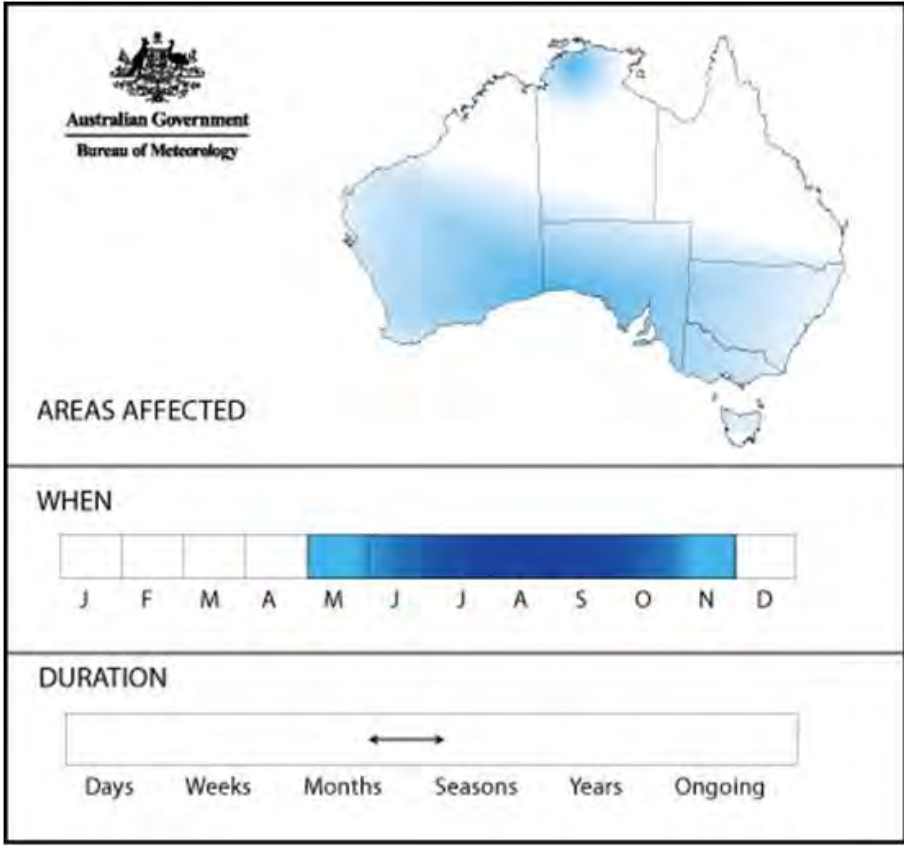 Australian Government
Bureau of Meteorology
AREAS AFFECTED
WHEN
J F M A M J J A S O N D
DURATION
Days Weeks Months Seasons Years Ongoing